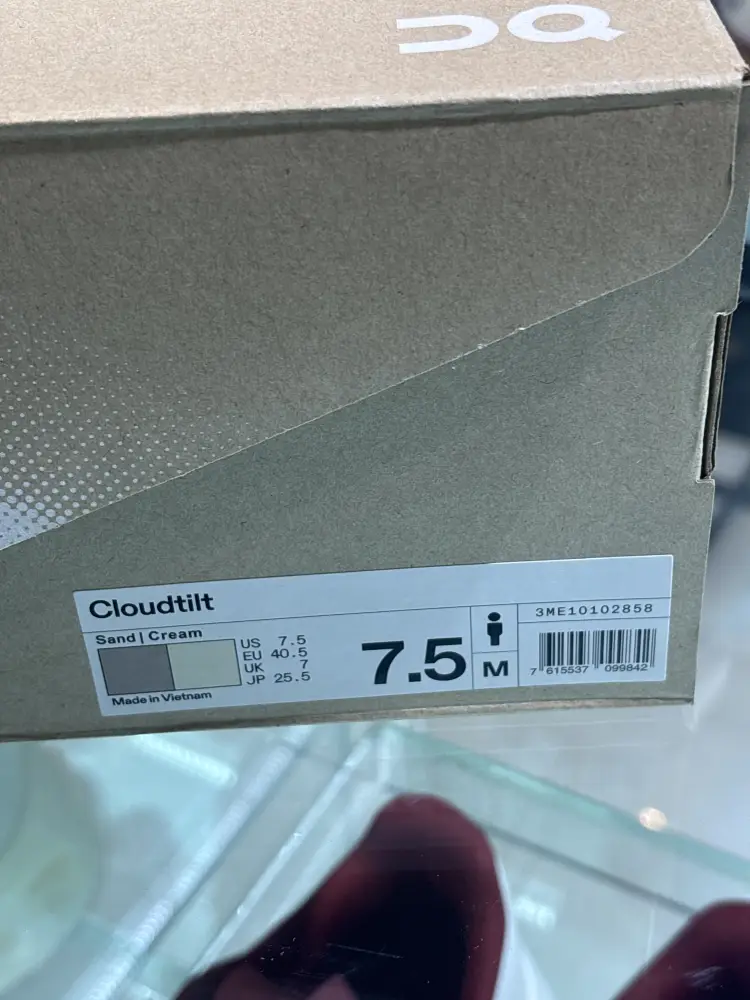 On
Cloudtilt
Sand | Cream
US 7.5
EU 40.5
UK 7
JP 25.5
Made in Vietnam
7.5
M
3ME10102858
7 615537 099842